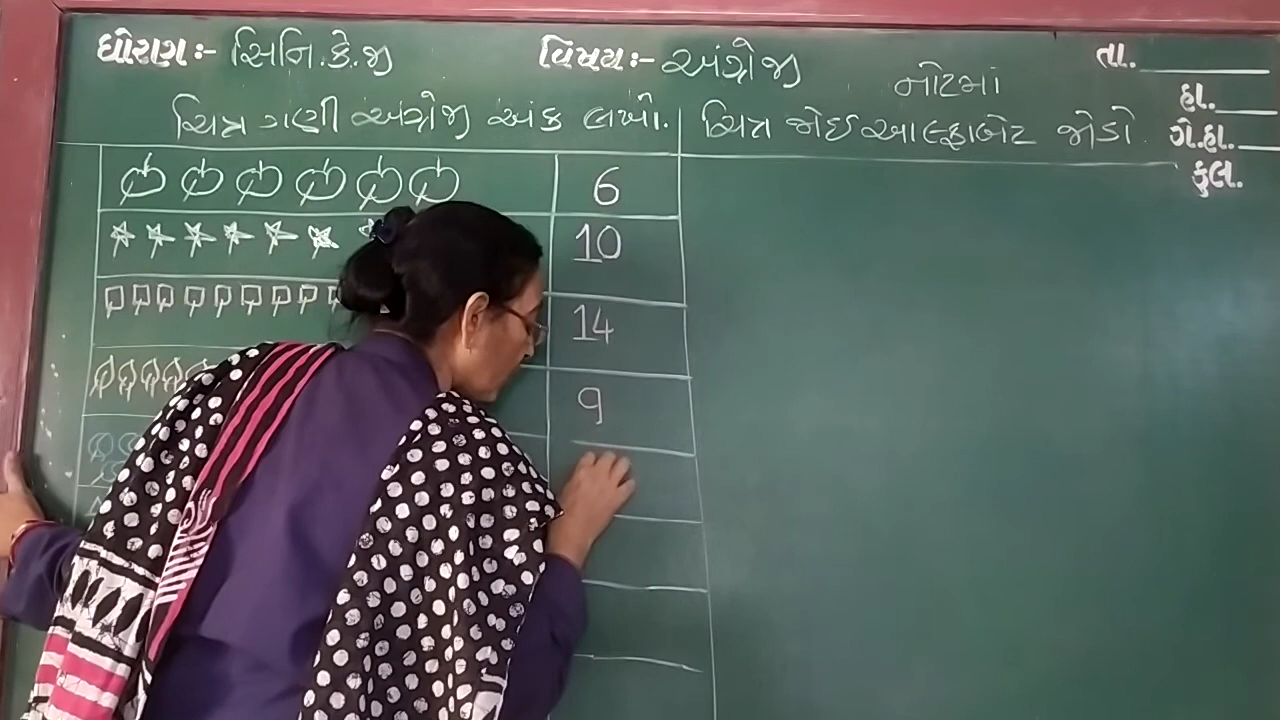 ધોરણ:- સિનિ.કે.જી
વિષય:- અંગ્રેજી
તા.
નોટમાં
હા.
ચિત્ર ગણી અંગ્રેજી અંક લખો.
ચિત્ર જોઈ આલ્ફાબેટ જોડો
ગે.હા.
કુલ.
6
10
14
9